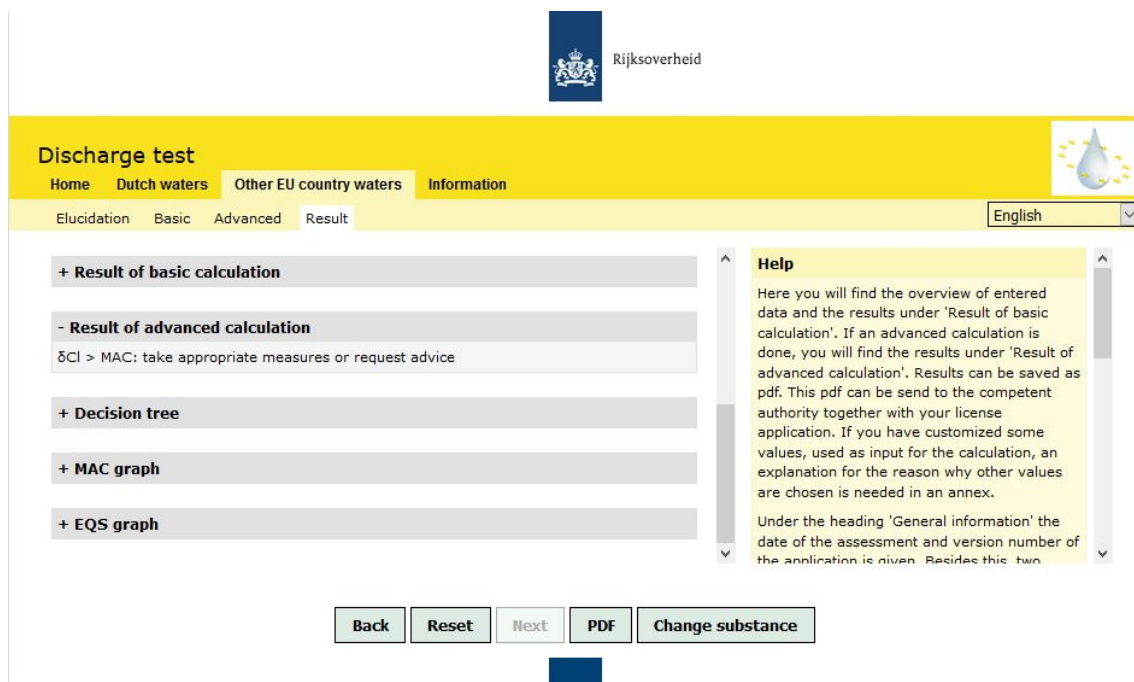 Rijksoverheid
Discharge test
Home Dutch waters Other EU country waters Information
Elucidation Basic Advanced Result
English
+ Result of basic calculation
- Result of advanced calculation
δCl > MAC: take appropriate measures or request advice
+ Decision tree
+ MAC graph
+ EQS graph
Help
Here you will find the overview of entered
data and the results under 'Result of basic
calculation'. If an advanced calculation is
done, you will find the results under 'Result of
advanced calculation'. Results can be saved as
pdf. This pdf can be send to the competent
authority together with your license
application. If you have customized some
values, used as input for the calculation, an
explanation for the reason why other values
are chosen is needed in an annex.
Under the heading 'General information' the
date of the assessment and version number of
the application is given. Besides this, two
Back Reset Next PDF Change substance